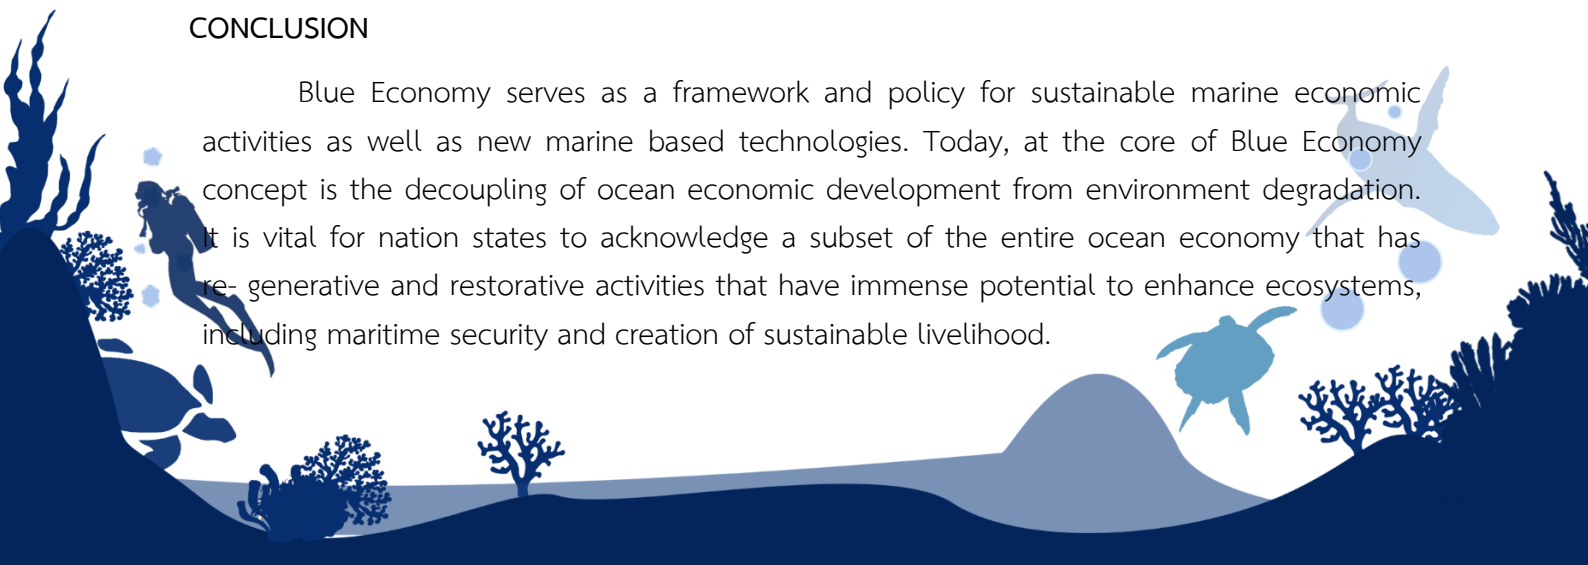 CONCLUSION
Blue Economy serves as a framework and policy for sustainable marine economic
activities as well as new marine based technologies. Today, at the core of Blue Economy
concept is the decoupling of ocean economic development from environment degradation.
It is vital for nation states to acknowledge a subset of the entire ocean economy that has
re- generative and restorative activities that have immense potential to enhance ecosystems,
including maritime security and creation of sustainable livelihood.